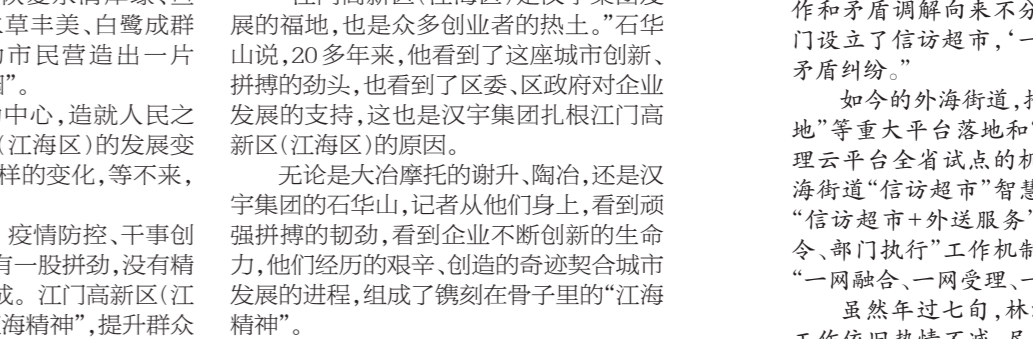 草丰美、白鹭成群
市民营造出一片
”。
中心,造就人民之
(江海区)的发展变
样的变化,等不来,
疫情防控、干事创
有一股拼劲,没有精
成。江门高新区(江
海精神”,提升群众
展的福地,也是众多创业者的热土。”石华
山说,20多年来,他看到了这座城市创新、
拼搏的劲头,也看到了区委、区政府对企业
发展的支持,这也是汉宇集团扎根江门高
新区(江海区)的原因。
无论是大冶摩托的谢升、陶冶,还是汉
宇集团的石华山,记者从他们身上,看到顽
强拼搏的韧劲,看到企业不断创新的生命
力,他们经历的艰辛、创造的奇迹契合城市
发展的进程,组成了镌刻在骨子里的“江海
精神”。
作和矛盾调解向来不分
门设立了信访超市,‘一
矛盾纠纷。”
如今的外海街道,
地”等重大平台落地和
理云平台全省试点的机
海街道“信访超市”智慧
“信访超市+外送服务”
令、部门执行”工作机制
“一网融合、一网受理、一
虽然年过七旬,林